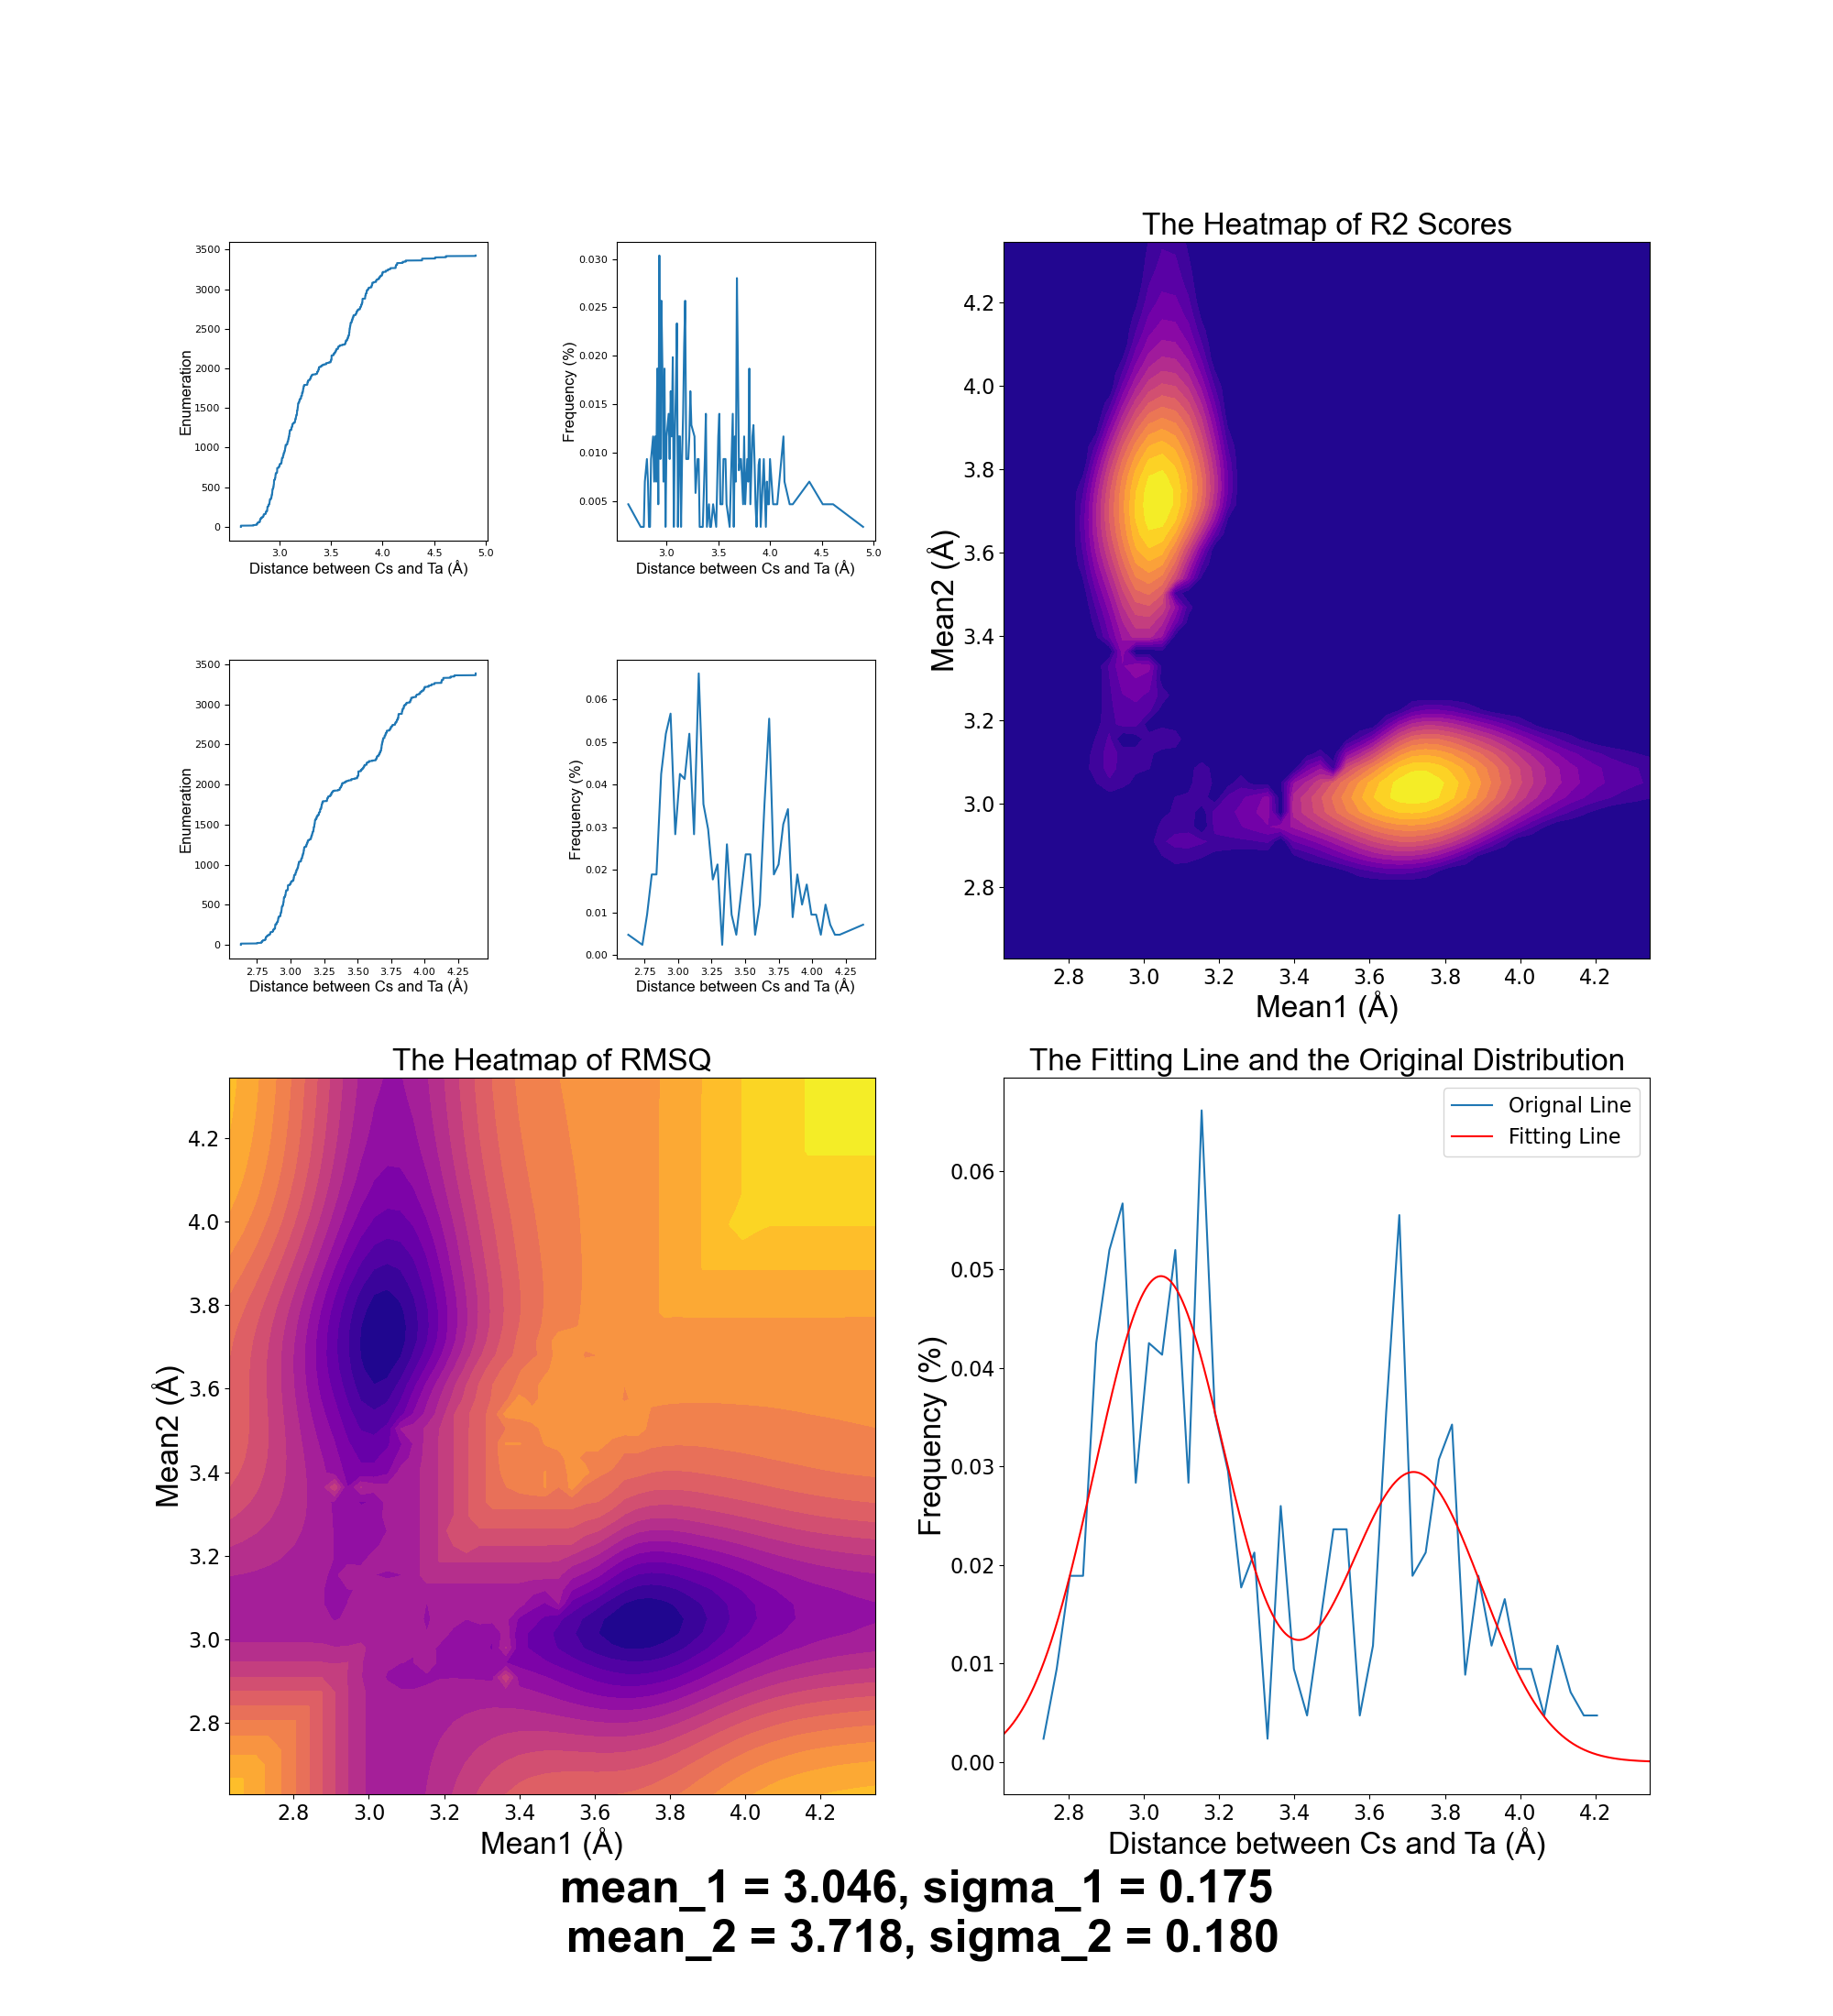 3500
3000
2500
2000
1500
1000
500
0
Enumeration
3.0 3.5 4.0 4.5 5.0
Distance between Cs and Ta (Å)
0.030
0.025
0.020
0.015
0.010
0.005
Frequency (%)
3.0 3.5 4.0 4.5 5.0
Distance between Cs and Ta (Å)
The Heatmap of R2 Scores
4.2
4.0
3.8
3.6
3.4
3.2
3.0
2.8
Mean2 (Å)
2.8 3.0 3.2 3.4 3.6 3.8 4.0 4.2
Mean1 (Å)
3500
3000
2500
2000
1500
1000
500
0
Enumeration
2.75 3.00 3.25 3.50 3.75 4.00 4.25
Distance between Cs and Ta (Å)
0.06
0.05
0.04
0.03
0.02
0.01
0.00
Frequency (%)
2.75 3.00 3.25 3.50 3.75 4.00 4.25
Distance between Cs and Ta (Å)
The Heatmap of RMSQ
4.2
4.0
3.8
3.6
3.4
3.2
3.0
2.8
Mean2 (Å)
2.8 3.0 3.2 3.4 3.6 3.8 4.0 4.2
Mean1 (Å)
The Fitting Line and the Original Distribution
Orignal Line
Fitting Line
0.06
0.05
0.04
0.03
0.02
0.01
0.00
Frequency (%)
2.8 3.0 3.2 3.4 3.6 3.8 4.0 4.2
Distance between Cs and Ta (Å)
mean_1 = 3.046, sigma_1 = 0.175
mean_2 = 3.718, sigma_2 = 0.180